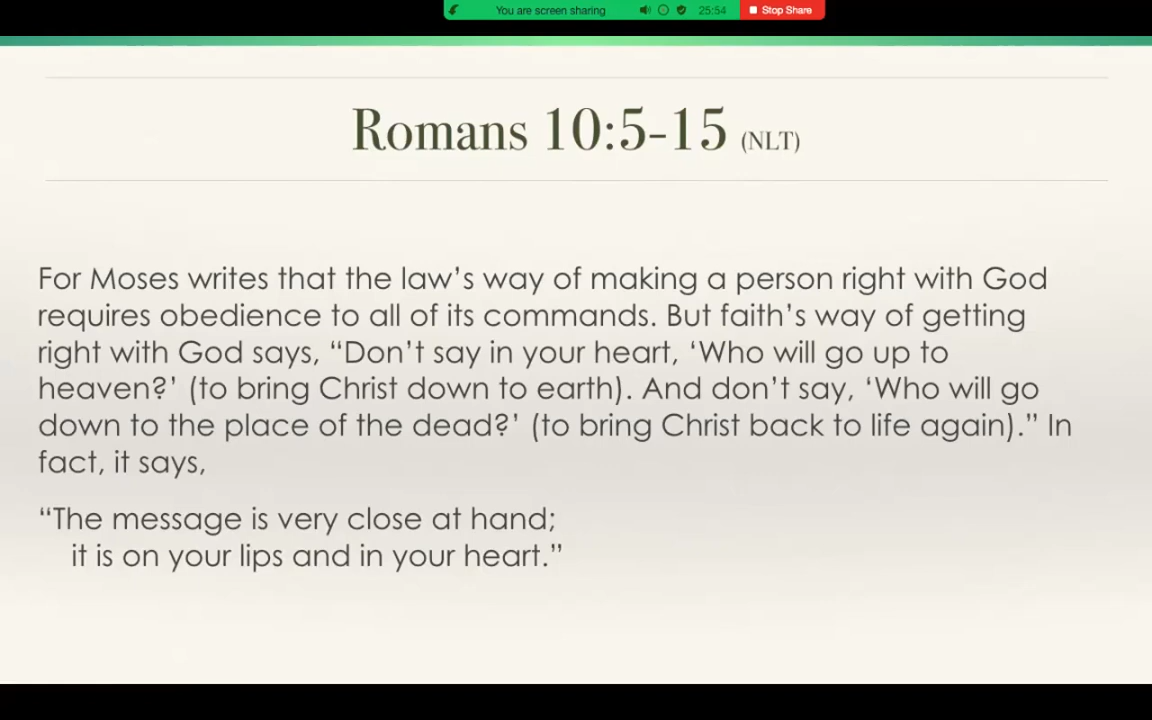 You are screen sharing 25:54 Stop Share
Romans 10:5-15 (NLT)
For Moses writes that the law’s way of making a person right with God
requires obedience to all of its commands. But faith’s way of getting
right with God says, “Don’t say in your heart, ‘Who will go up to
heaven?’ (to bring Christ down to earth). And don’t say, ‘Who will go
down to the place of the dead?’ (to bring Christ back to life again).” In
fact, it says,
“The message is very close at hand;
it is on your lips and in your heart.”